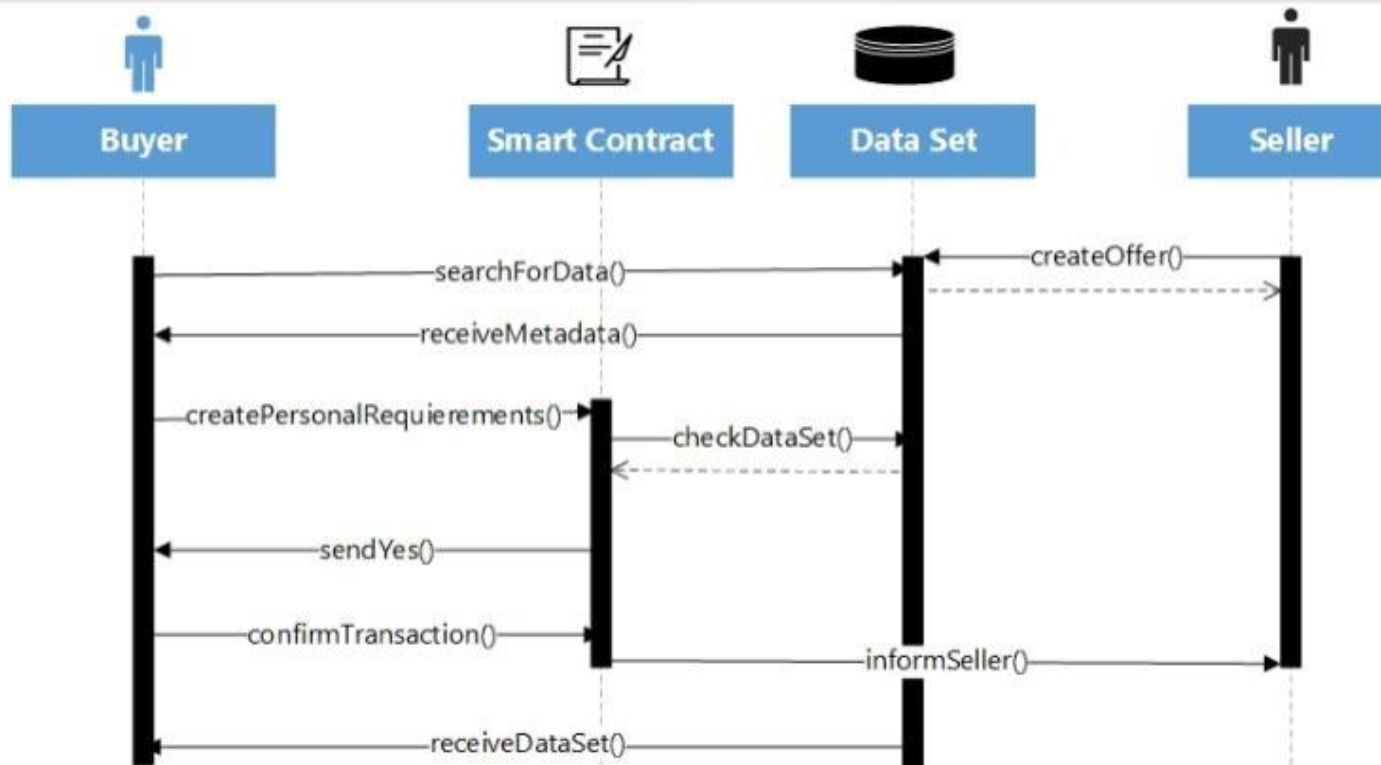 Buyer
Smart Contract
Data Set
Seller
createOffer()
searchForData()
receiveMetadata()
createPersonalRequierements()
checkDataSet()
sendYes()
confirmTransaction()
informSeller()
receiveDataSet()